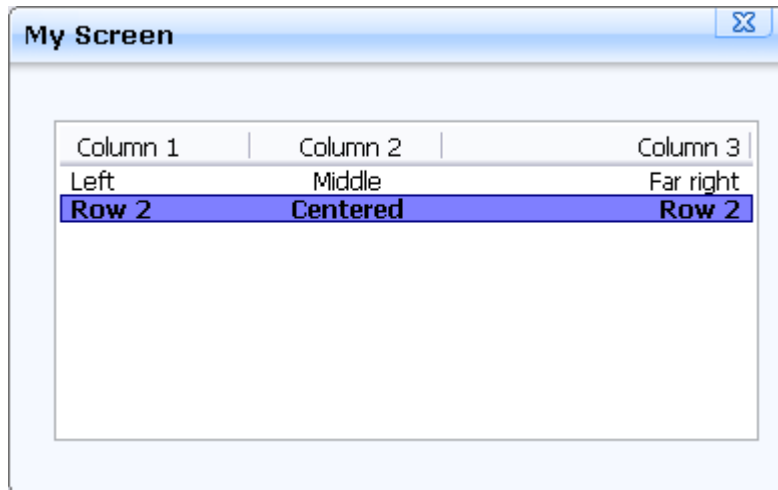 My Screen
Column 1 Column 2 Column 3
Left Middle Far right
Row 2 Centered Row 2